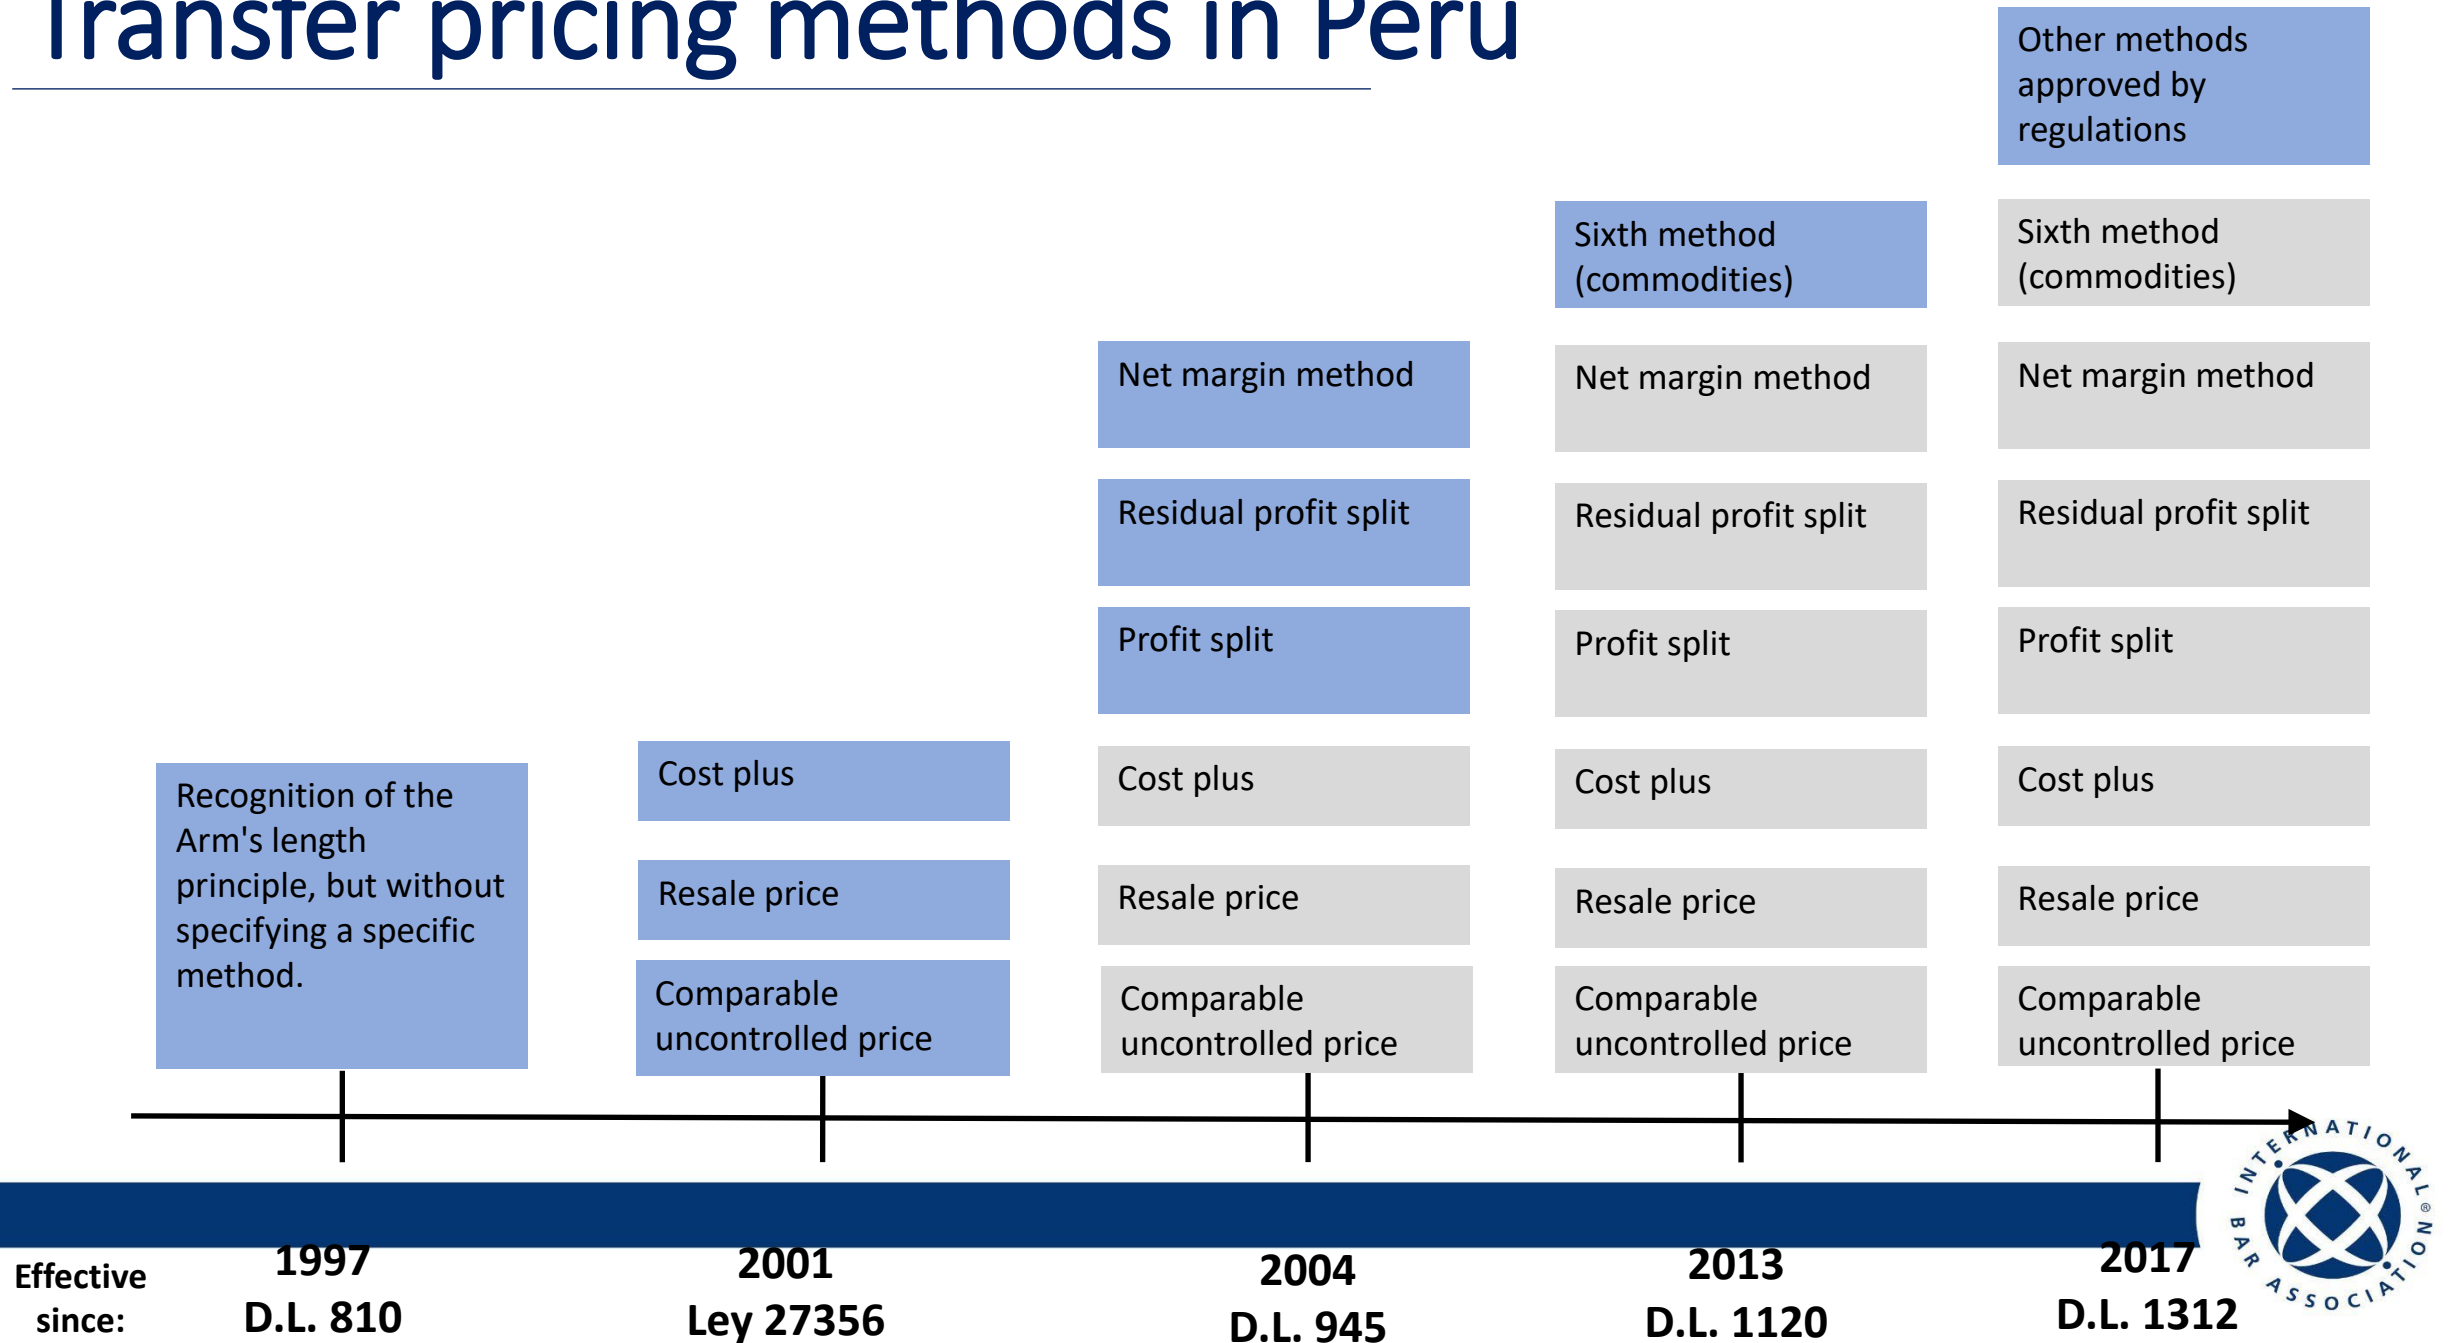 Transfer pricing methods in Peru
Other methods
approved by
regulations
Sixth method
(commodities)
Sixth method
(commodities)
Net margin method
Net margin method
Net margin method
Residual profit split
Residual profit split
Residual profit split
Profit split
Profit split
Profit split
Recognition of the
Arm's length
principle, but without
specifying a specific
method.
Cost plus
Cost plus
Cost plus
Cost plus
Resale price
Resale price
Resale price
Resale price
Comparable
uncontrolled price
Comparable
uncontrolled price
Comparable
uncontrolled price
Comparable
uncontrolled price
Effective
since:
1997
D.L. 810
2001
Ley 27356
2004
D.L. 945
2013
D.L. 1120
2017
D.L. 1312
INTERNATIONAL® BAR ASSOCIATION